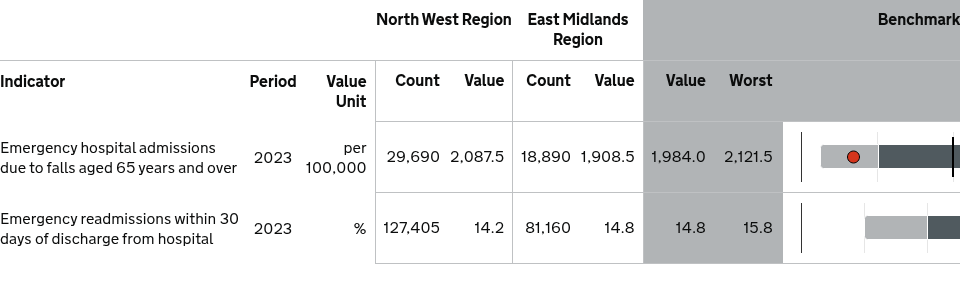 North West Region East Midlands Region Benchmark
Indicator Period Value Unit Count Value Count Value Value Worst
Emergency hospital admissions
due to falls aged 65 years and over 2023 per 100,000 29,690 2,087.5 18,890 1,908.5 1,984.0 2,121.5
Emergency readmissions within 30
days of discharge from hospital 2023 % 127,405 14.2 81,160 14.8 14.8 15.8